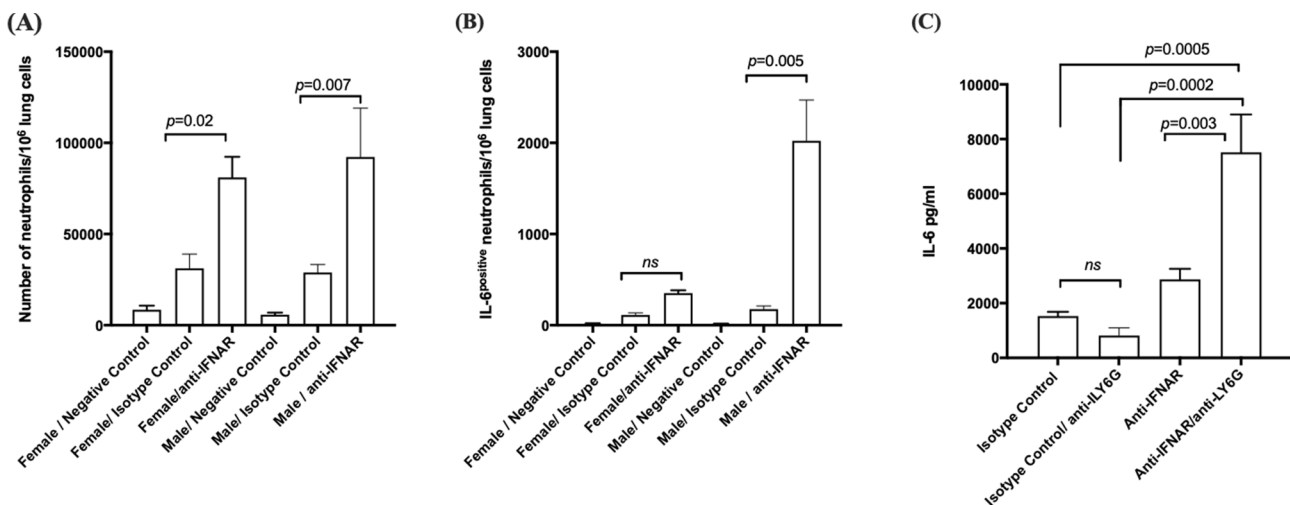 (A)
Number of neutrophils/10⁶ lung cells
150000
100000
50000
0
p=0.02
p=0.007
Female / Negative Control
Female/ Isotype Control
Female/anti-IFNAR
Male/ Negative Control
Male/ Isotype Control
Male / anti-IFNAR
(B)
IL-6ᵖᵒˢⁱᵗⁱᵛᵉ neutrophils/10⁶ lung cells
3000
2000
1000
0
ns
p=0.005
Female / Negative Control
Female/ Isotype Control
Female/anti-IFNAR
Male/ Negative Control
Male/ Isotype Control
Male / anti-IFNAR
(C)
IL-6 pg/ml
10000
8000
6000
4000
2000
0
p=0.0005
p=0.0002
p=0.003
ns
Isotype Control
Isotype Control/ anti-ILY6G
Anti-IFNAR
Anti-IFNAR/anti-LY6G